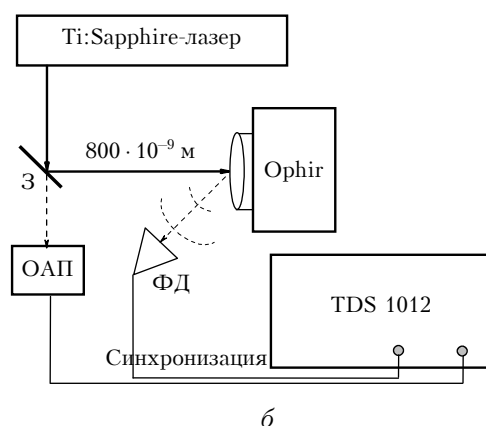 Ti:Sapphire-лазер
800 · 10⁻⁹ м
З
Ophir
ОАП
ФД
TDS 1012
Синхронизация
б